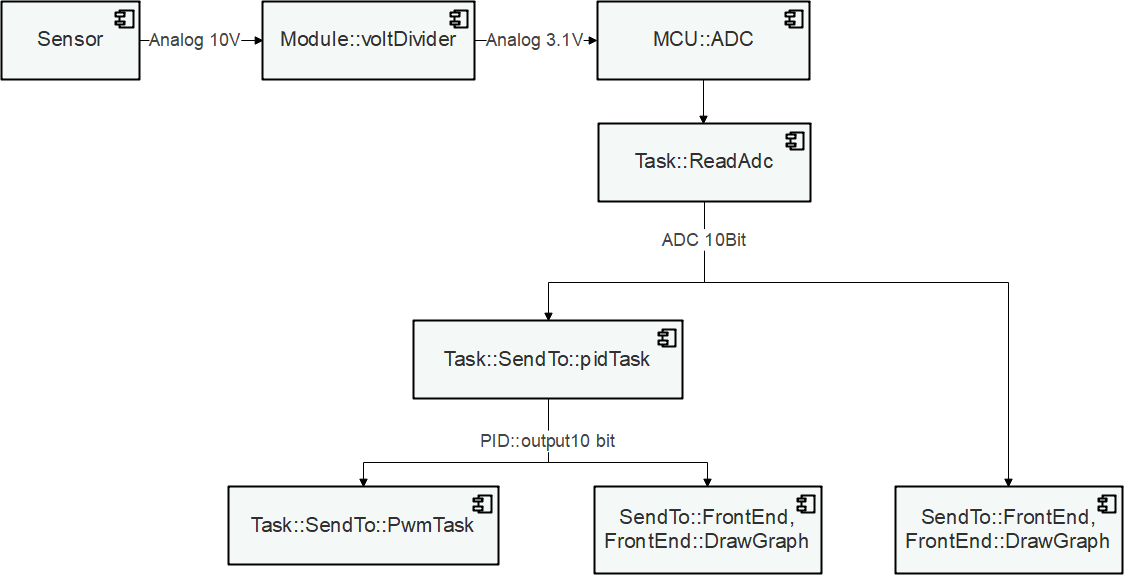 Sensor
Analog 10V
Module::voltDivider
Analog 3.1V
MCU::ADC
Task::ReadAdc
ADC 10Bit
Task::SendTo::pidTask
PID::output10 bit
Task::SendTo::PwmTask
SendTo::FrontEnd,
FrontEnd::DrawGraph
SendTo::FrontEnd,
FrontEnd::DrawGraph